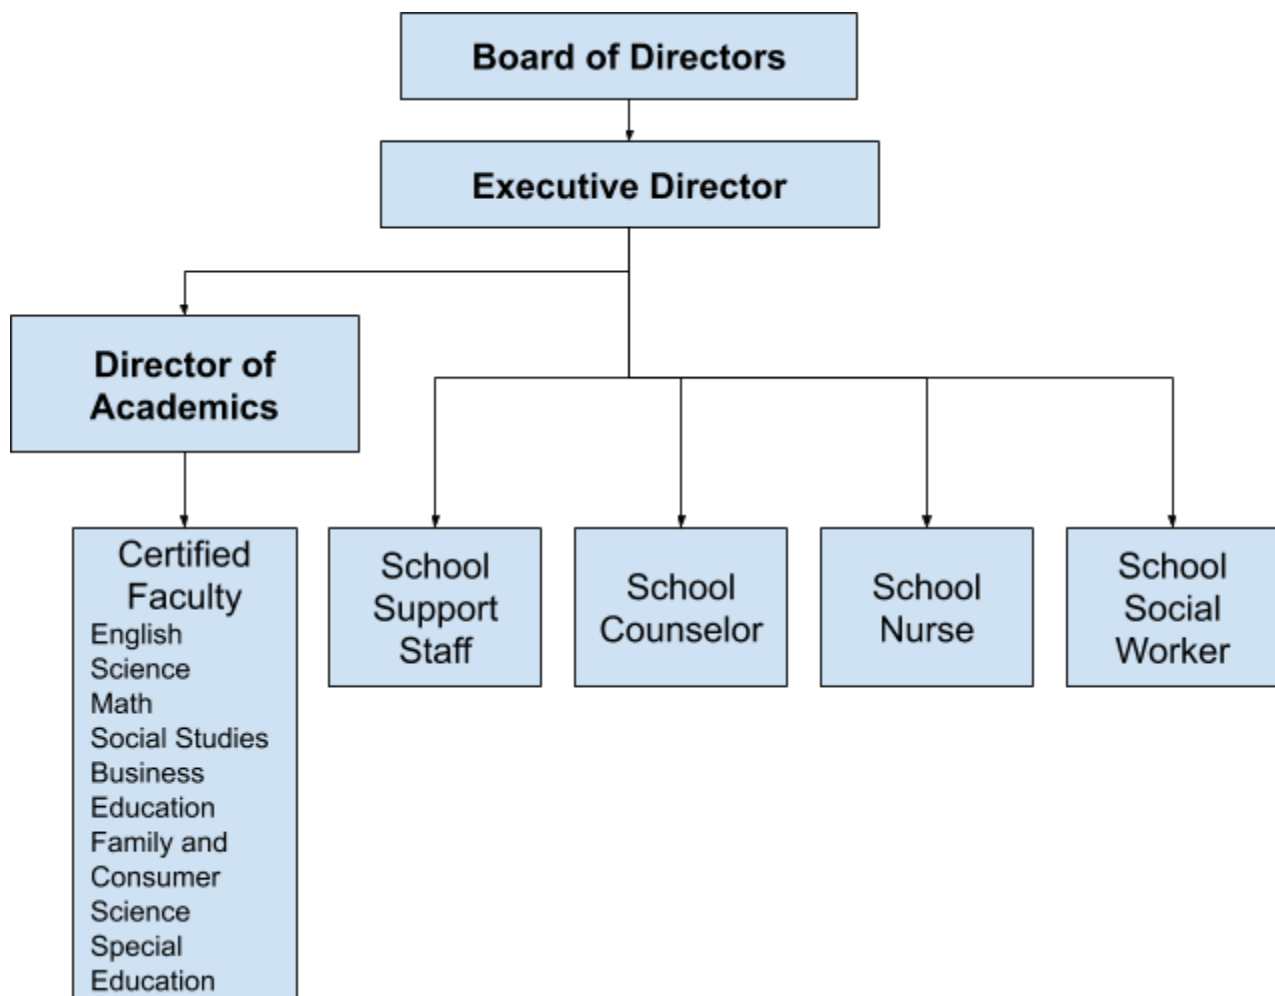 Board of Directors
Executive Director
Director of
Academics
Certified
Faculty
English
Science
Math
Social Studies
Business
Education
Family and
Consumer
Science
Special
Education
School
Support
Staff
School
Counselor
School
Nurse
School
Social
Worker